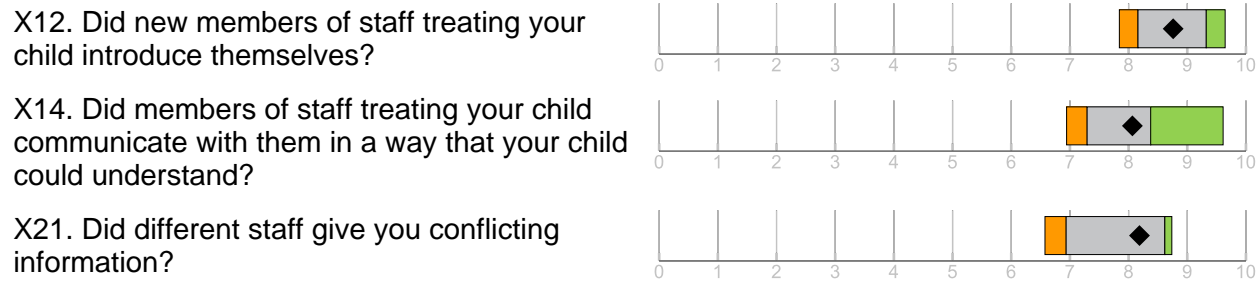 X12. Did new members of staff treating your
child introduce themselves?
0 1 2 3 4 5 6 7 8 9 10
X14. Did members of staff treating your child
communicate with them in a way that your child
could understand?
0 1 2 3 4 5 6 7 8 9 10
X21. Did different staff give you conflicting
information?
0 1 2 3 4 5 6 7 8 9 10